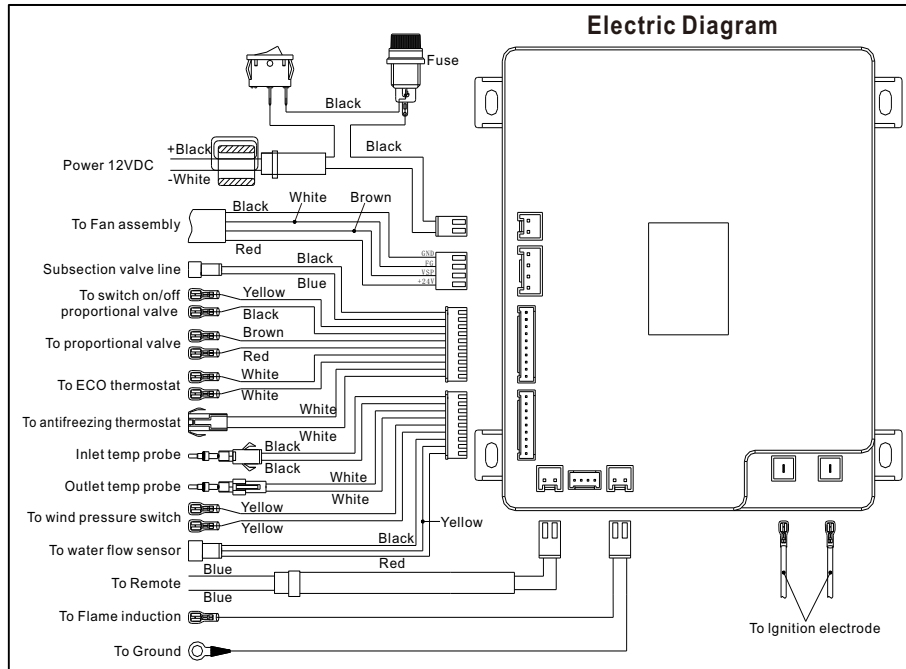 Electric Diagram
Fuse
Black
Black
+Black
Power 12VDC
-White
White
Brown
Black
To Fan assembly
Red
GND
FG
VSP
+24V
Black
Subsection valve line
Blue
To switch on/off
proportional valve
Yellow
Black
Brown
To proportional valve
Red
White
To ECO thermostat
White
White
To antifreezing thermostat
White
Inlet temp probe
Black
Black
Outlet temp probe
White
White
Yellow
To wind pressure switch
Yellow
Yellow
Black
To water flow sensor
Red
Blue
To Remote
Blue
To Flame induction
To Ground
To Ignition electrode